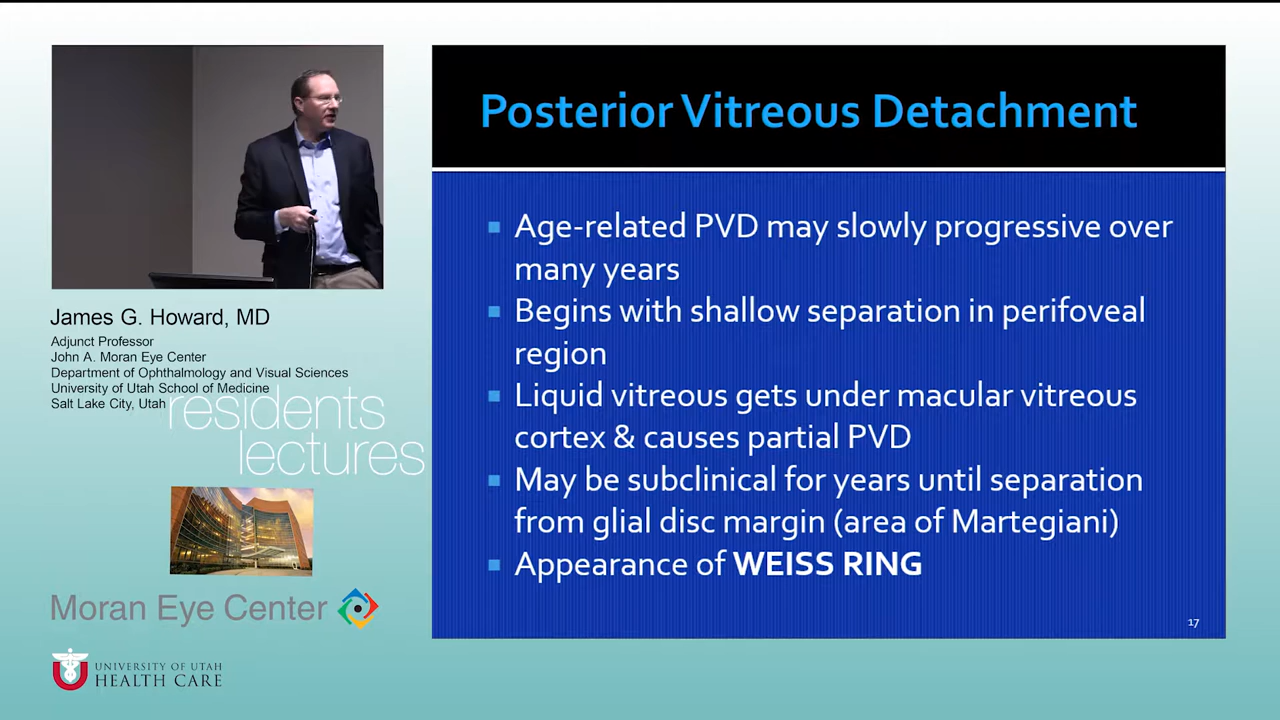 Posterior Vitreous Detachment
Age-related PVD may slowly progressive over
many years
Begins with shallow separation in perifoveal
region
Liquid vitreous gets under macular vitreous
cortex & causes partial PVD
May be subclinical for years until separation
from glial disc margin (area of Martegiani)
Appearance of WEISS RING
17
James G. Howard, MD
Adjunct Professor
John A. Moran Eye Center
Department of Ophthalmology and Visual Sciences
University of Utah School of Medicine
Salt Lake City, Utah
residents
lectures
Moran Eye Center
U
UNIVERSITY OF UTAH
HEALTH CARE